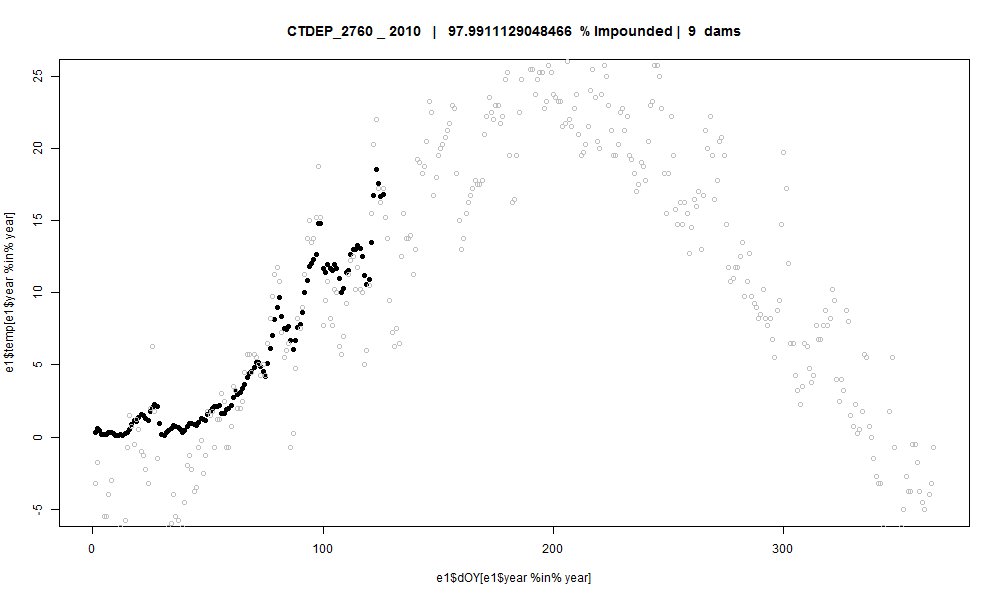 CTDEP_2760 _ 2010 | 97.9911129048466 % Impounded | 9 dams
e1$temp[e1$year %in% year]
25
20
15
10
5
0
-5
0 100 200 300
e1$dOY[e1$year %in% year]